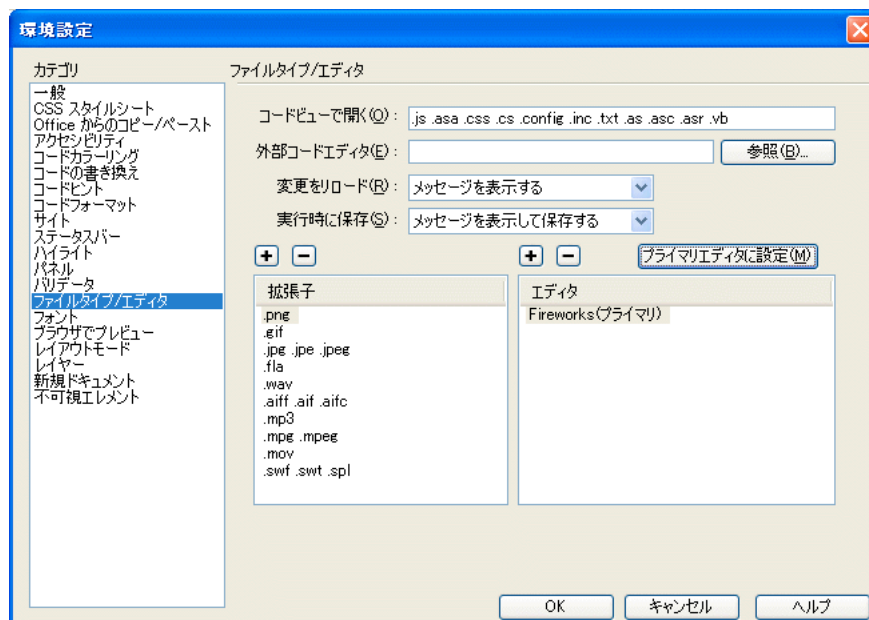 環境設定
カテゴリ
一般
CSS スタイルシート
Office からのコピー/ペースト
アクセシビリティ
コードカラーリング
コードの書き換え
コードヒント
コードフォーマット
サイト
ステータスバー
ハイライト
パネル
バリデータ
ファイルタイプ/エディタ
フォント
ブラウザでプレビュー
レイアウトモード
レイヤー
新規ドキュメント
不可視エレメント
ファイルタイプ/エディタ
コードビューで開く(O): .js .asa .css .cs .config .inc .txt .as .asc .asr .vb
外部コードエディタ(E): 参照(B)...
変更をリロード(R): メッセージを表示する
実行時に保存(S): メッセージを表示して保存する
プライマリエディタに設定(M)
拡張子
.png
.gif
.jpg .jpe .jpeg
.fla
.wav
.aiff .aif .aifc
.mp3
.mpg .mpeg
.mov
.swf .swt .spl
エディタ
Fireworks(プライマリ)
OK キャンセル ヘルプ